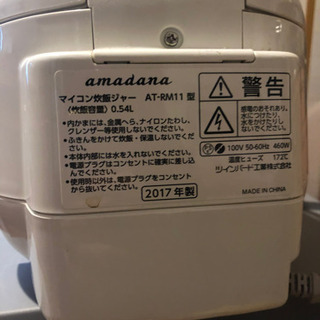 amadana
マイコン炊飯ジャー AT-RM11 型
(炊飯容量) 0.54L
・内かまには、金属へら、ナイロンたわし、
クレンザー等使用しないでください。
・ふきんをかけて炊飯・保温しないで
ください。
・本体内部には水を入れないでください。
・電源プラグはコンセントに確実に差し
込んでください。
・使用時以外は、電源プラグをコンセント
から抜いてください。
2017 年製
警告
感電のおそれあり。
水につけたり、
水をかけたりしない。
100V 50-60Hz 460W
温度ヒューズ 172℃
ツインバード工業株式会社
MADE IN CHINA